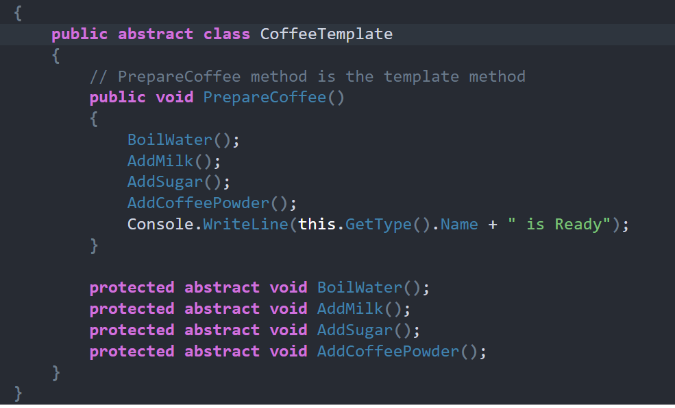 {
    public abstract class CoffeeTemplate
    {
        // PrepareCoffee method is the template method
        public void PrepareCoffee()
        {
            BoilWater();
            AddMilk();
            AddSugar();
            AddCoffeePowder();
            Console.WriteLine(this.GetType().Name + " is Ready");
        }

        protected abstract void BoilWater();
        protected abstract void AddMilk();
        protected abstract void AddSugar();
        protected abstract void AddCoffeePowder();
    }
}